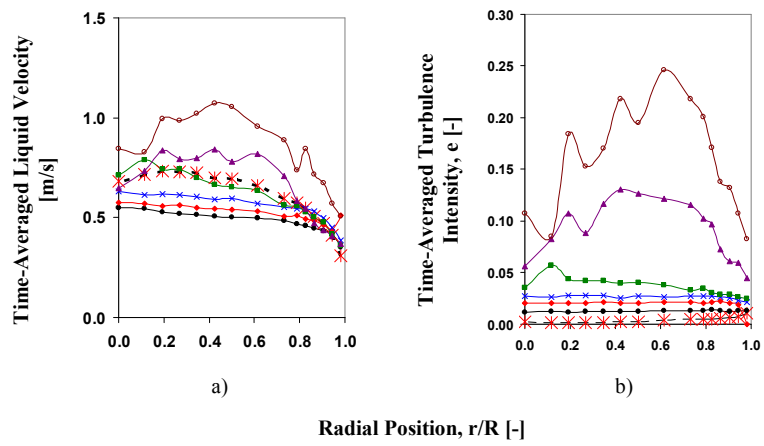 Time-Averaged Liquid Velocity
[m/s]
1.5
1.0
0.5
0.0
0.0 0.2 0.4 0.6 0.8 1.0
a)
Time-Averaged Turbulence
Intensity, e [-]
0.30
0.25
0.20
0.15
0.10
0.05
0.00
0.0 0.2 0.4 0.6 0.8 1.0
b)
Radial Position, r/R [-]